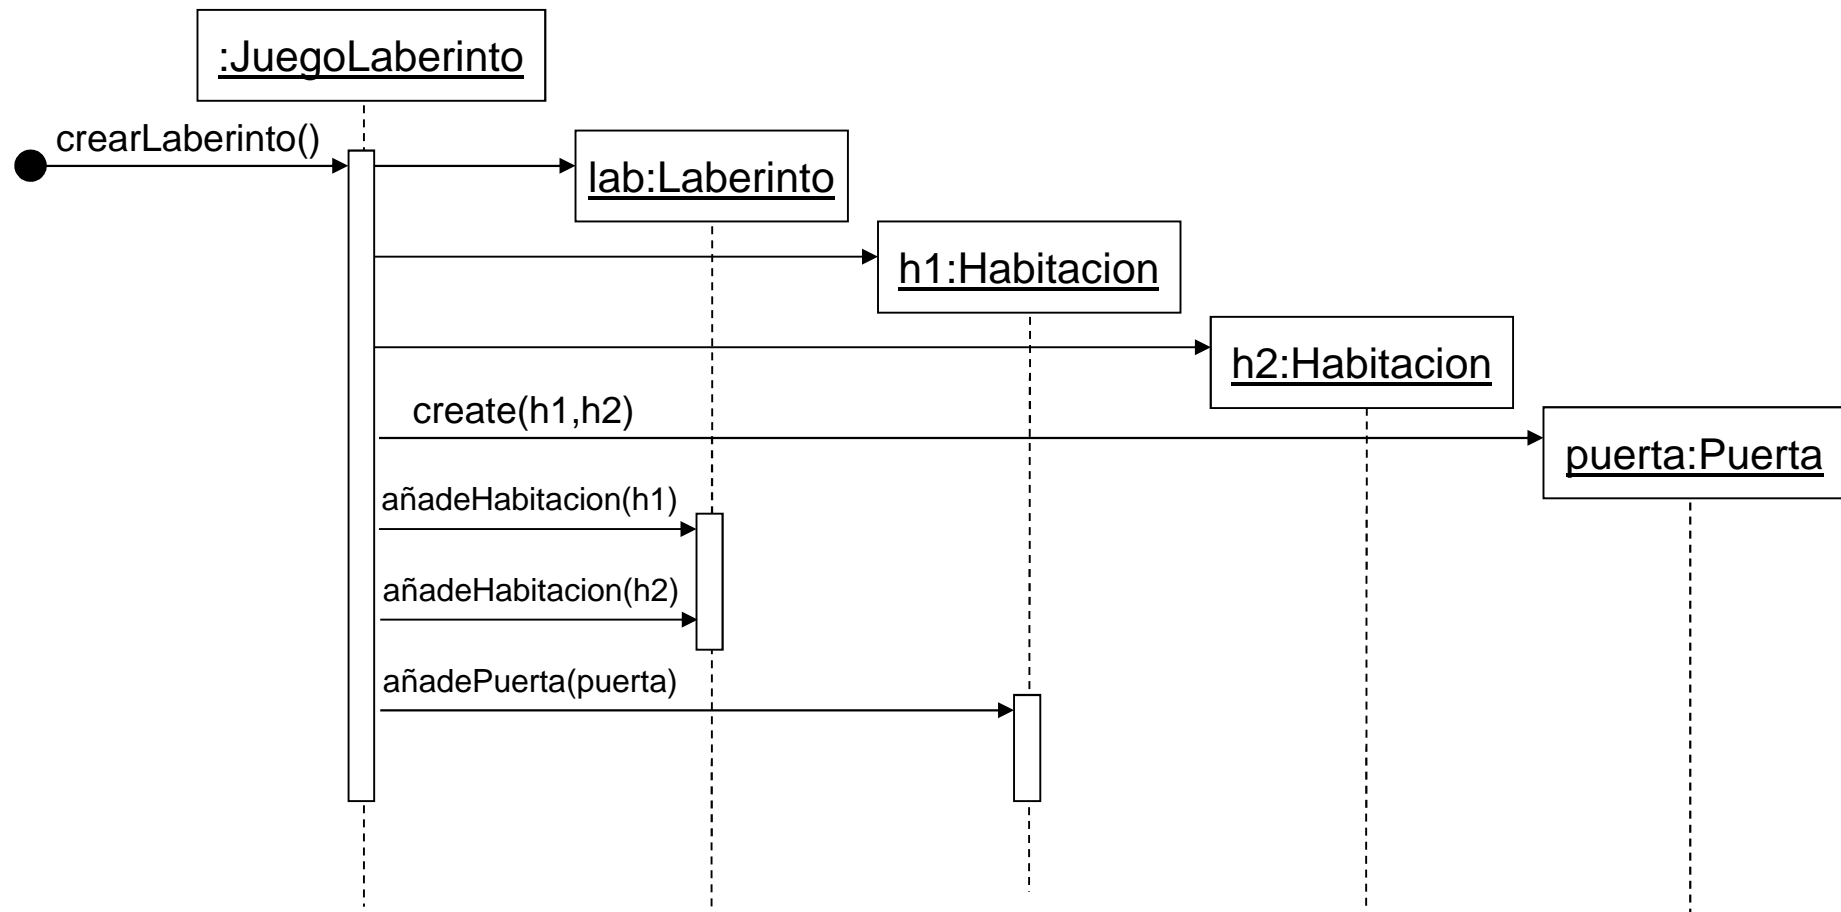 :JuegoLaberinto
crearLaberinto()
lab:Laberinto
h1:Habitacion
h2:Habitacion
create(h1,h2)
puerta:Puerta
añadeHabitacion(h1)
añadeHabitacion(h2)
añadePuerta(puerta)